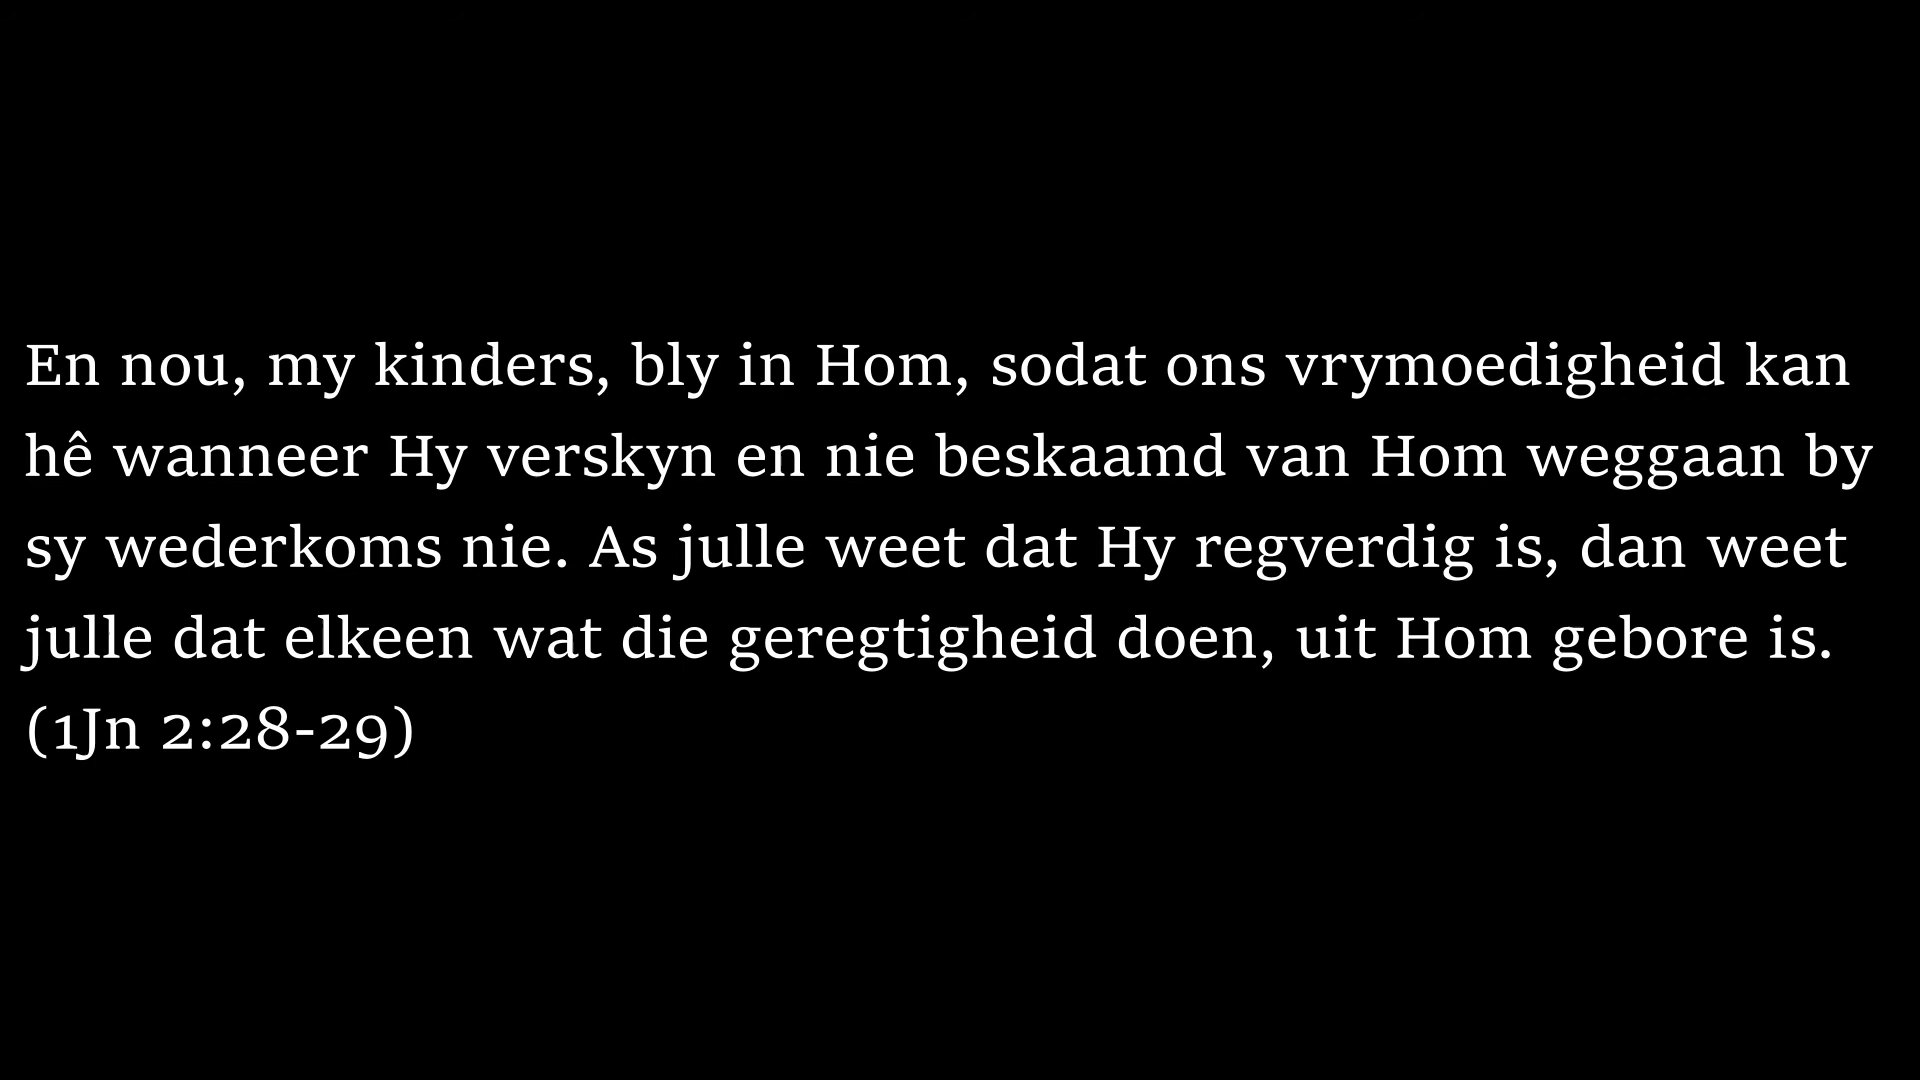 En nou, my kinders, bly in Hom, sodat ons vrymoedigheid kan
hê wanneer Hy verskyn en nie beskaamd van Hom weggaan by
sy wederkoms nie. As julle weet dat Hy regverdig is, dan weet
julle dat elkeen wat die geregtigheid doen, uit Hom gebore is.
(1Jn 2:28-29)